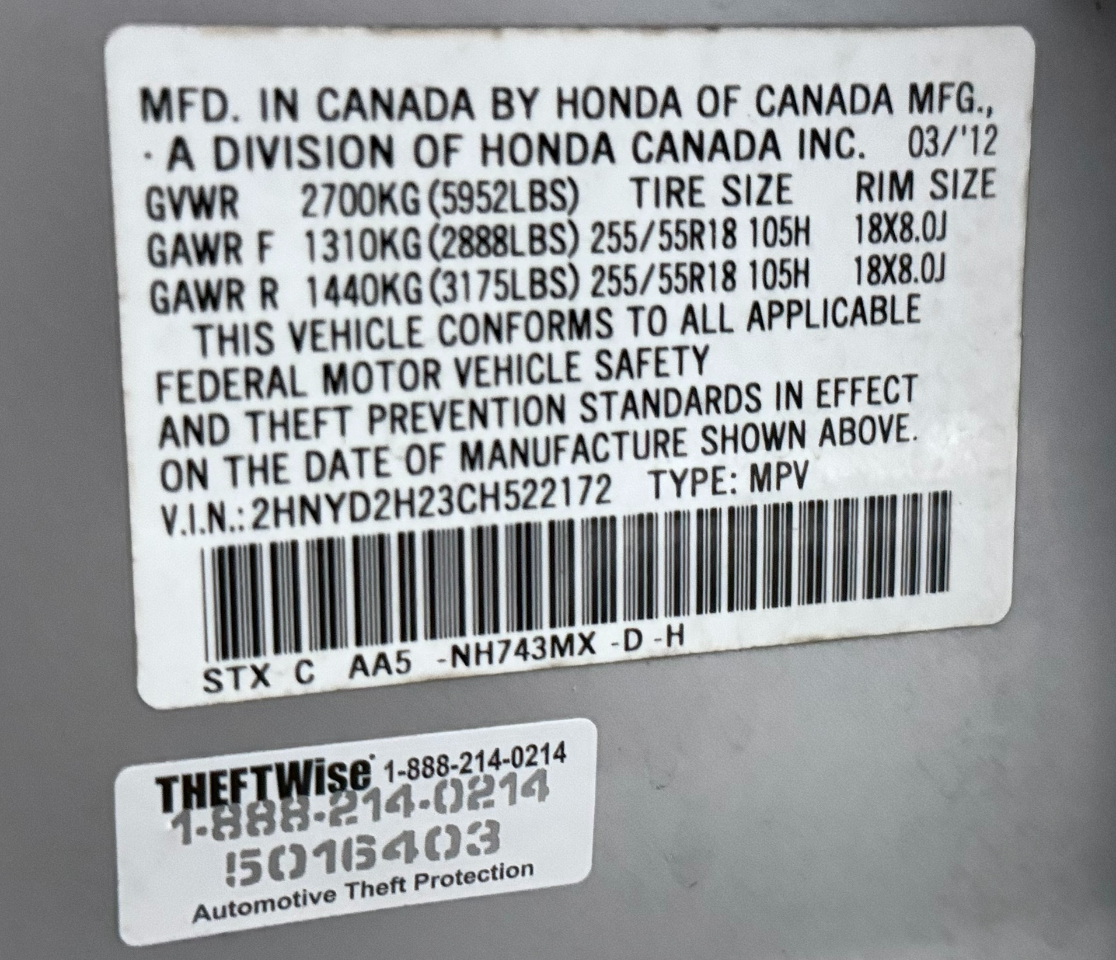 MFD. IN CANADA BY HONDA OF CANADA MFG.,
A DIVISION OF HONDA CANADA INC. 03/'12
GVWR 2700KG (5952LBS) TIRE SIZE RIM SIZE
GAWR F 1310KG (2888LBS) 255/55R18 105H 18X8.0J
GAWR R 1440KG (3175LBS) 255/55R18 105H 18X8.0J
THIS VEHICLE CONFORMS TO ALL APPLICABLE
FEDERAL MOTOR VEHICLE SAFETY
AND THEFT PREVENTION STANDARDS IN EFFECT
ON THE DATE OF MANUFACTURE SHOWN ABOVE.
V.I.N.: 2HNYD2H23CH522172 TYPE: MPV
STX C AA5 -NH743MX -D -H
THEFTWise 1-888-214-0214
1-888-214-0214
5016403
Automotive Theft Protection